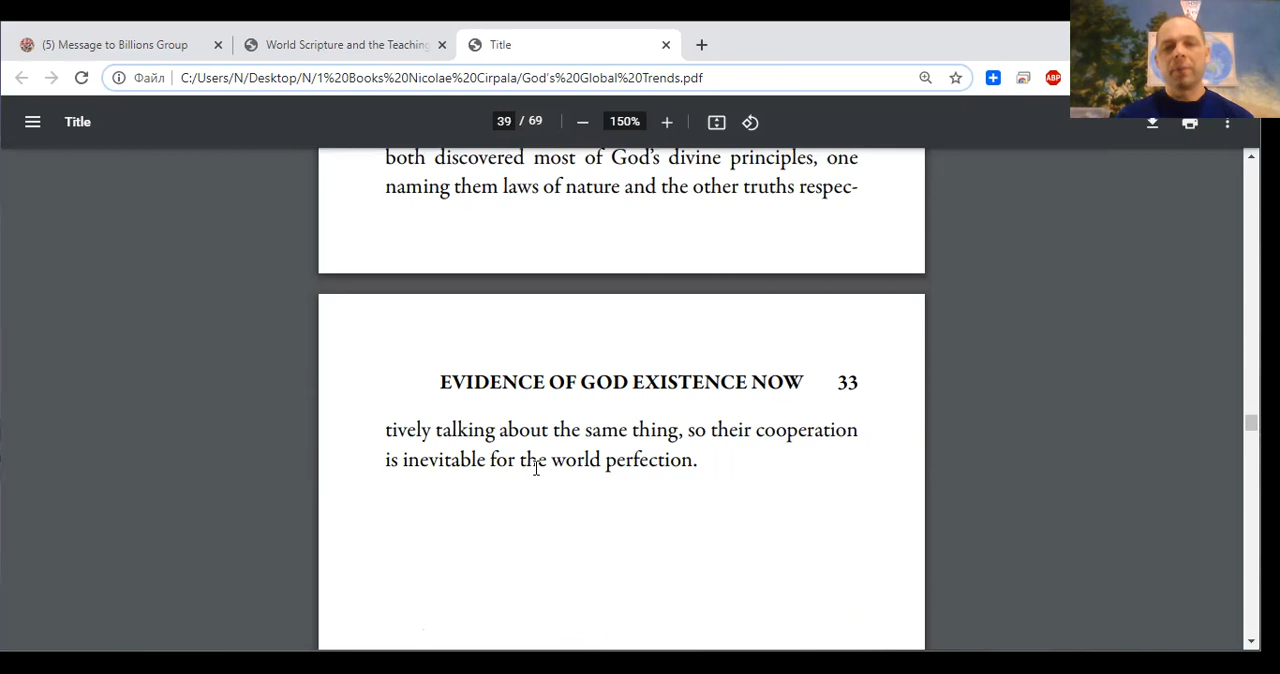 (5) Message to Billions Group
World Scripture and the Teaching
Title
Файл
C:/Users/N/Desktop/N/1%20Books%20Nicolae%20Cirpala/God's%20Global%20Trends.pdf
ABP
Title
39 / 69
150%
both discovered most of God's divine principles, one
naming them laws of nature and the other truths respec-
EVIDENCE OF GOD EXISTENCE NOW 33
tively talking about the same thing, so their cooperation
is inevitable for the world perfection.